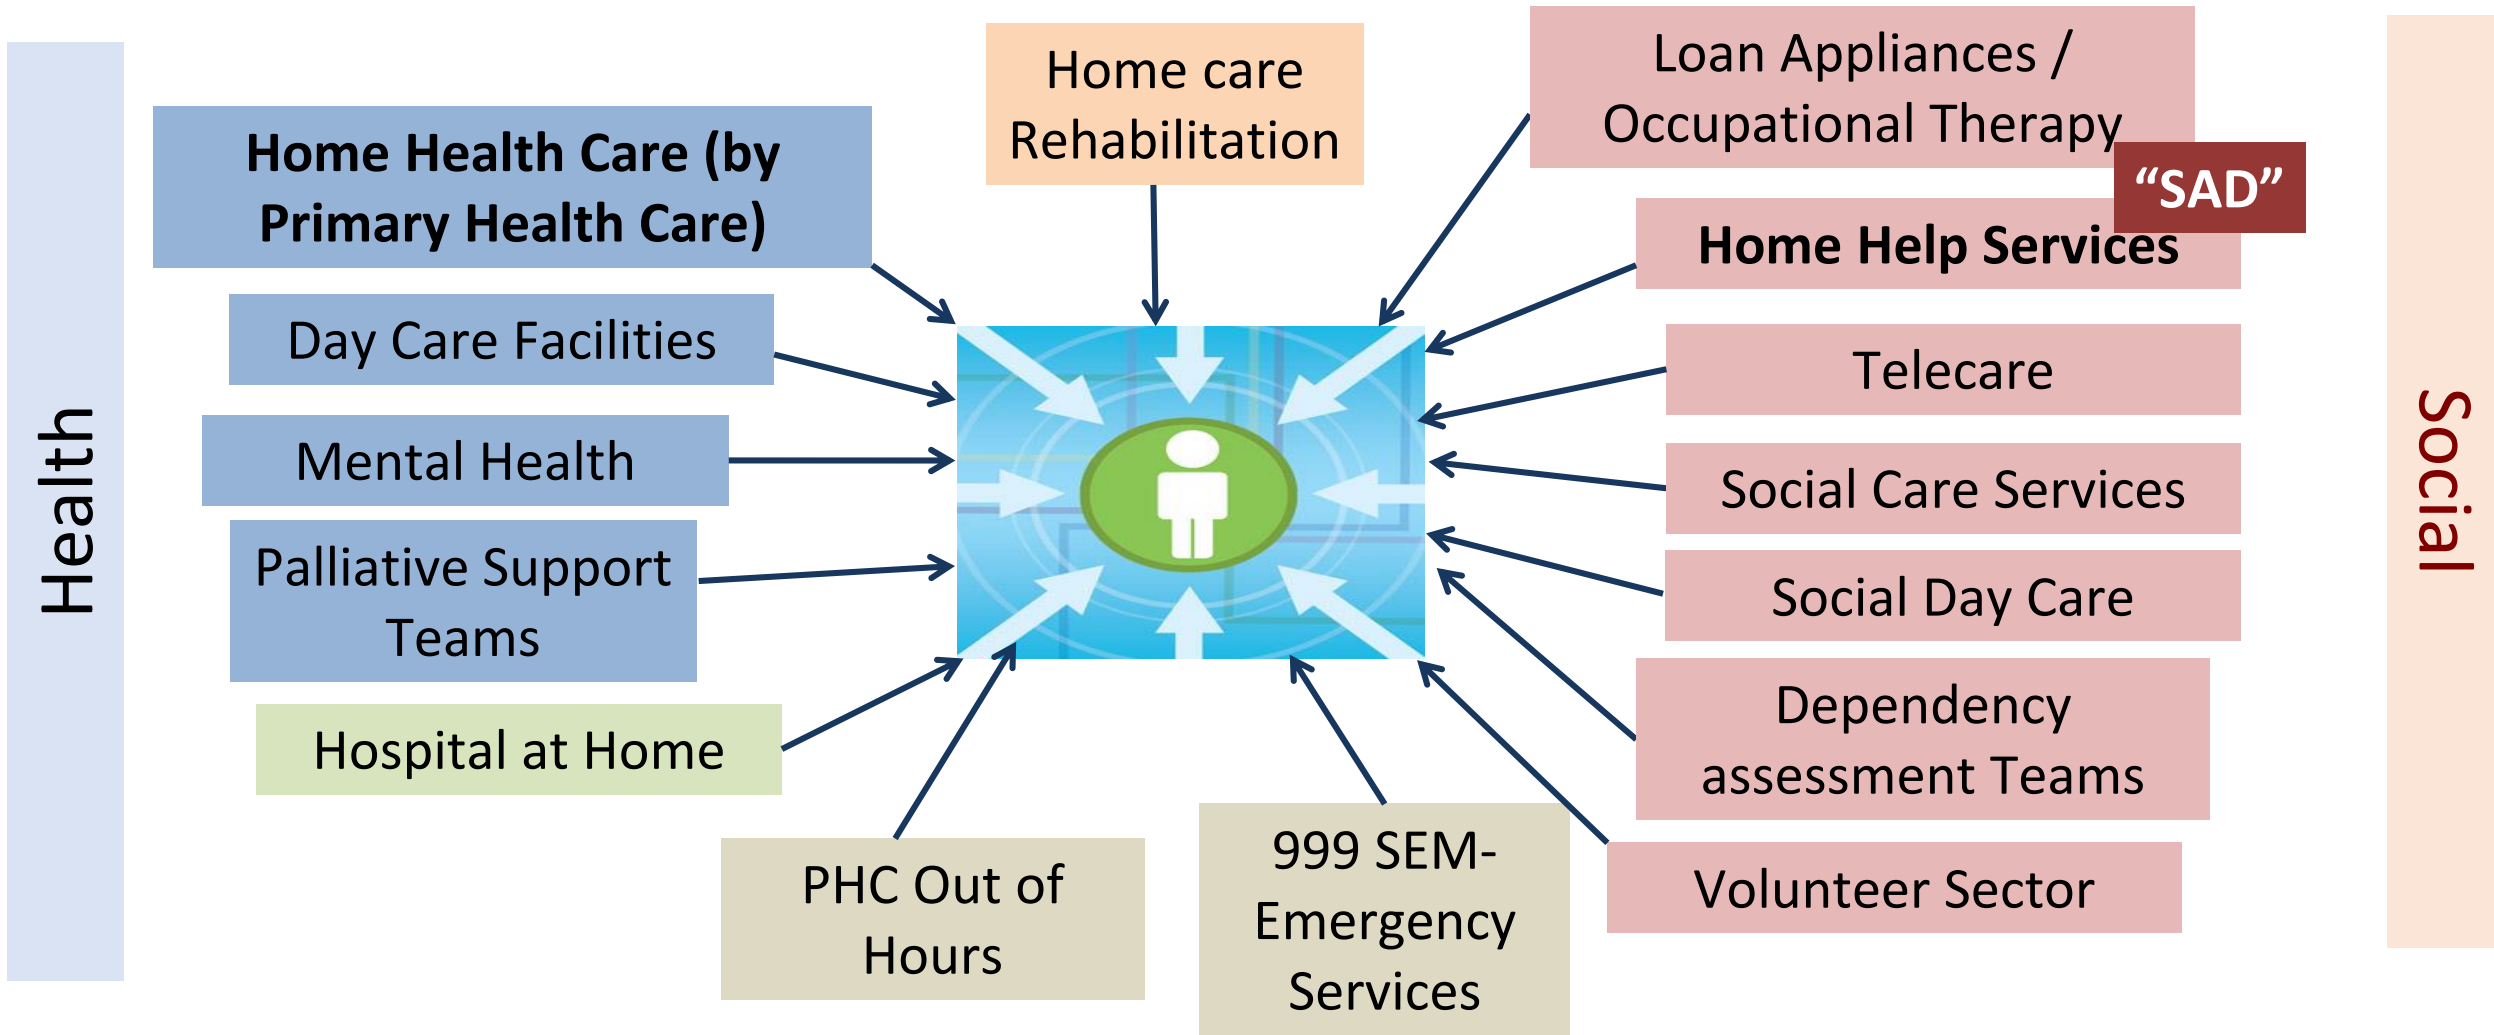 Health
Home Health Care (by
Primary Health Care)
Day Care Facilities
Mental Health
Palliative Support
Teams
Hospital at Home
PHC Out of
Hours
Home care
Rehabilitation
999 SEM-
Emergency
Services
Loan Appliances /
Occupational Therapy
“SAD”
Home Help Services
Telecare
Social Care Services
Social Day Care
Dependency
assessment Teams
Volunteer Sector
Social